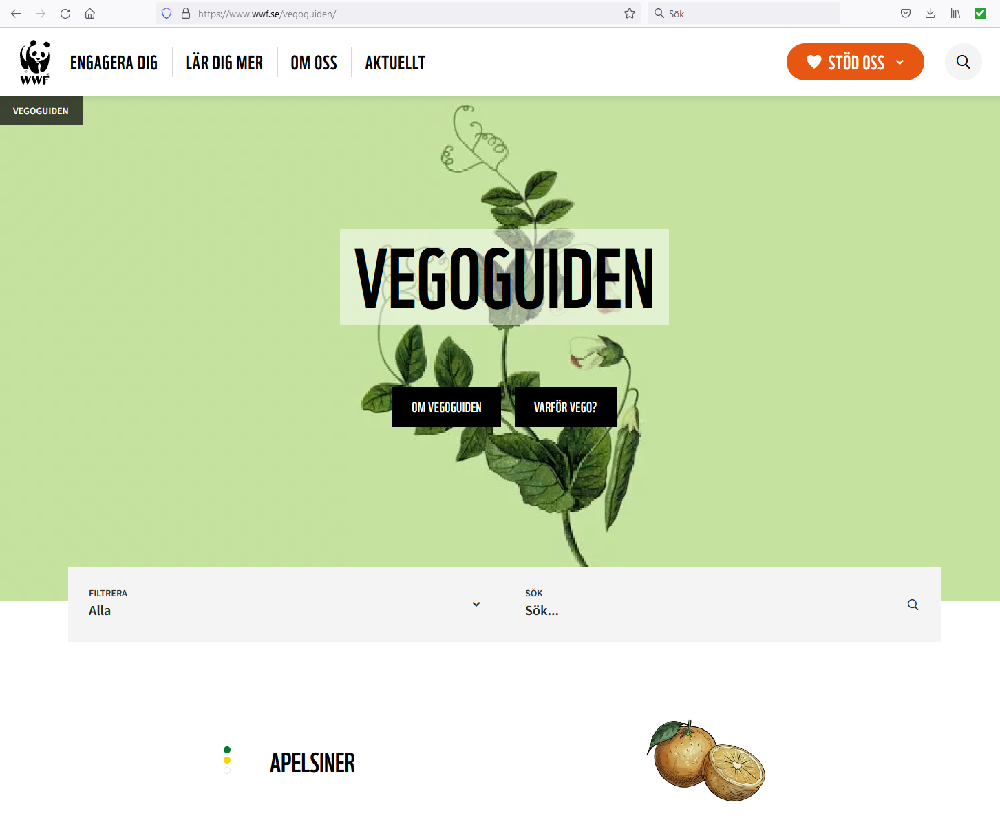 https://www.wwf.se/vegoguiden/
Sök
WWF
ENGAGERA DIG
LÄR DIG MER
OM OSS
AKTUELLT
STÖD OSS
VEGOGUIDEN
VEGOGUIDEN
OM VEGOGUIDEN
VARFÖR VEGO?
FILTRERA
Alla
SÖK
Sök...
APELSINER